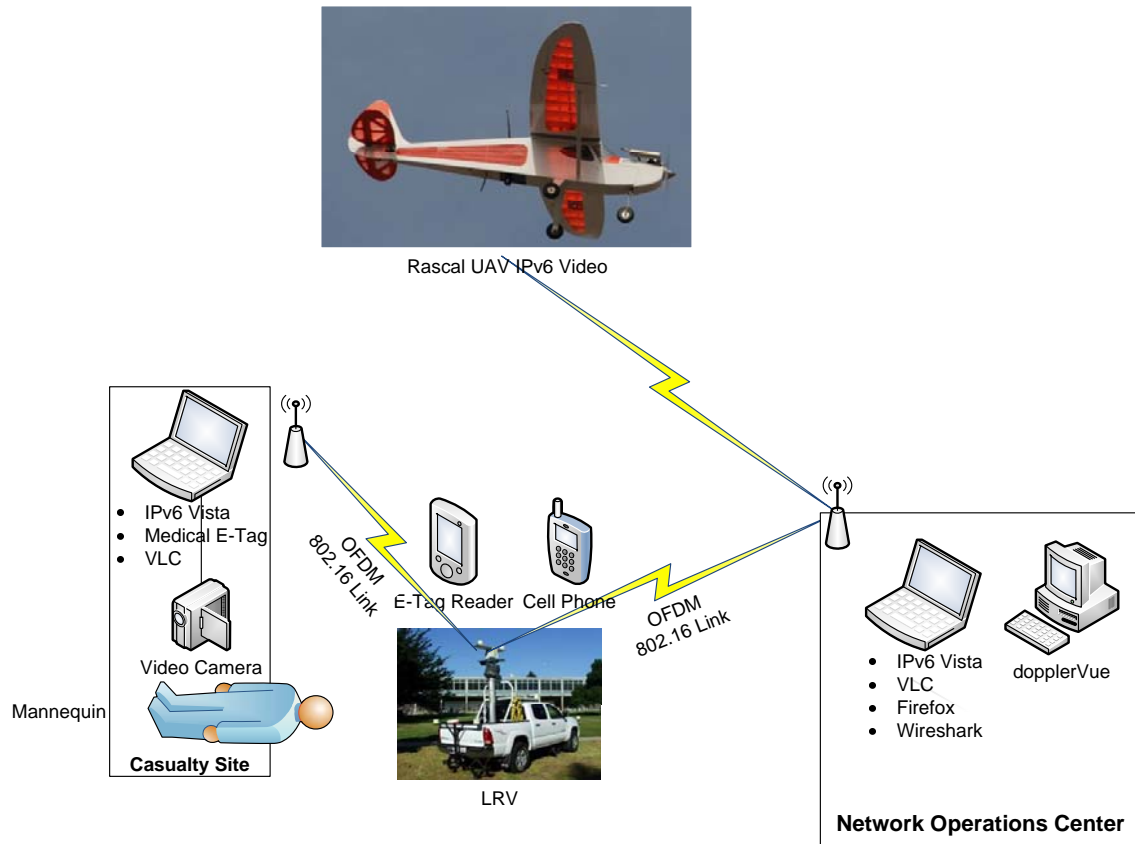 Rascal UAV IPv6 Video
• IPv6 Vista
• Medical E-Tag
• VLC
Video Camera
Mannequin
Casualty Site
OFDM
802.16 Link
E-Tag Reader
Cell Phone
LRV
OFDM
802.16 Link
• IPv6 Vista
• VLC
• Firefox
• Wireshark
dopplerVue
Network Operations Center